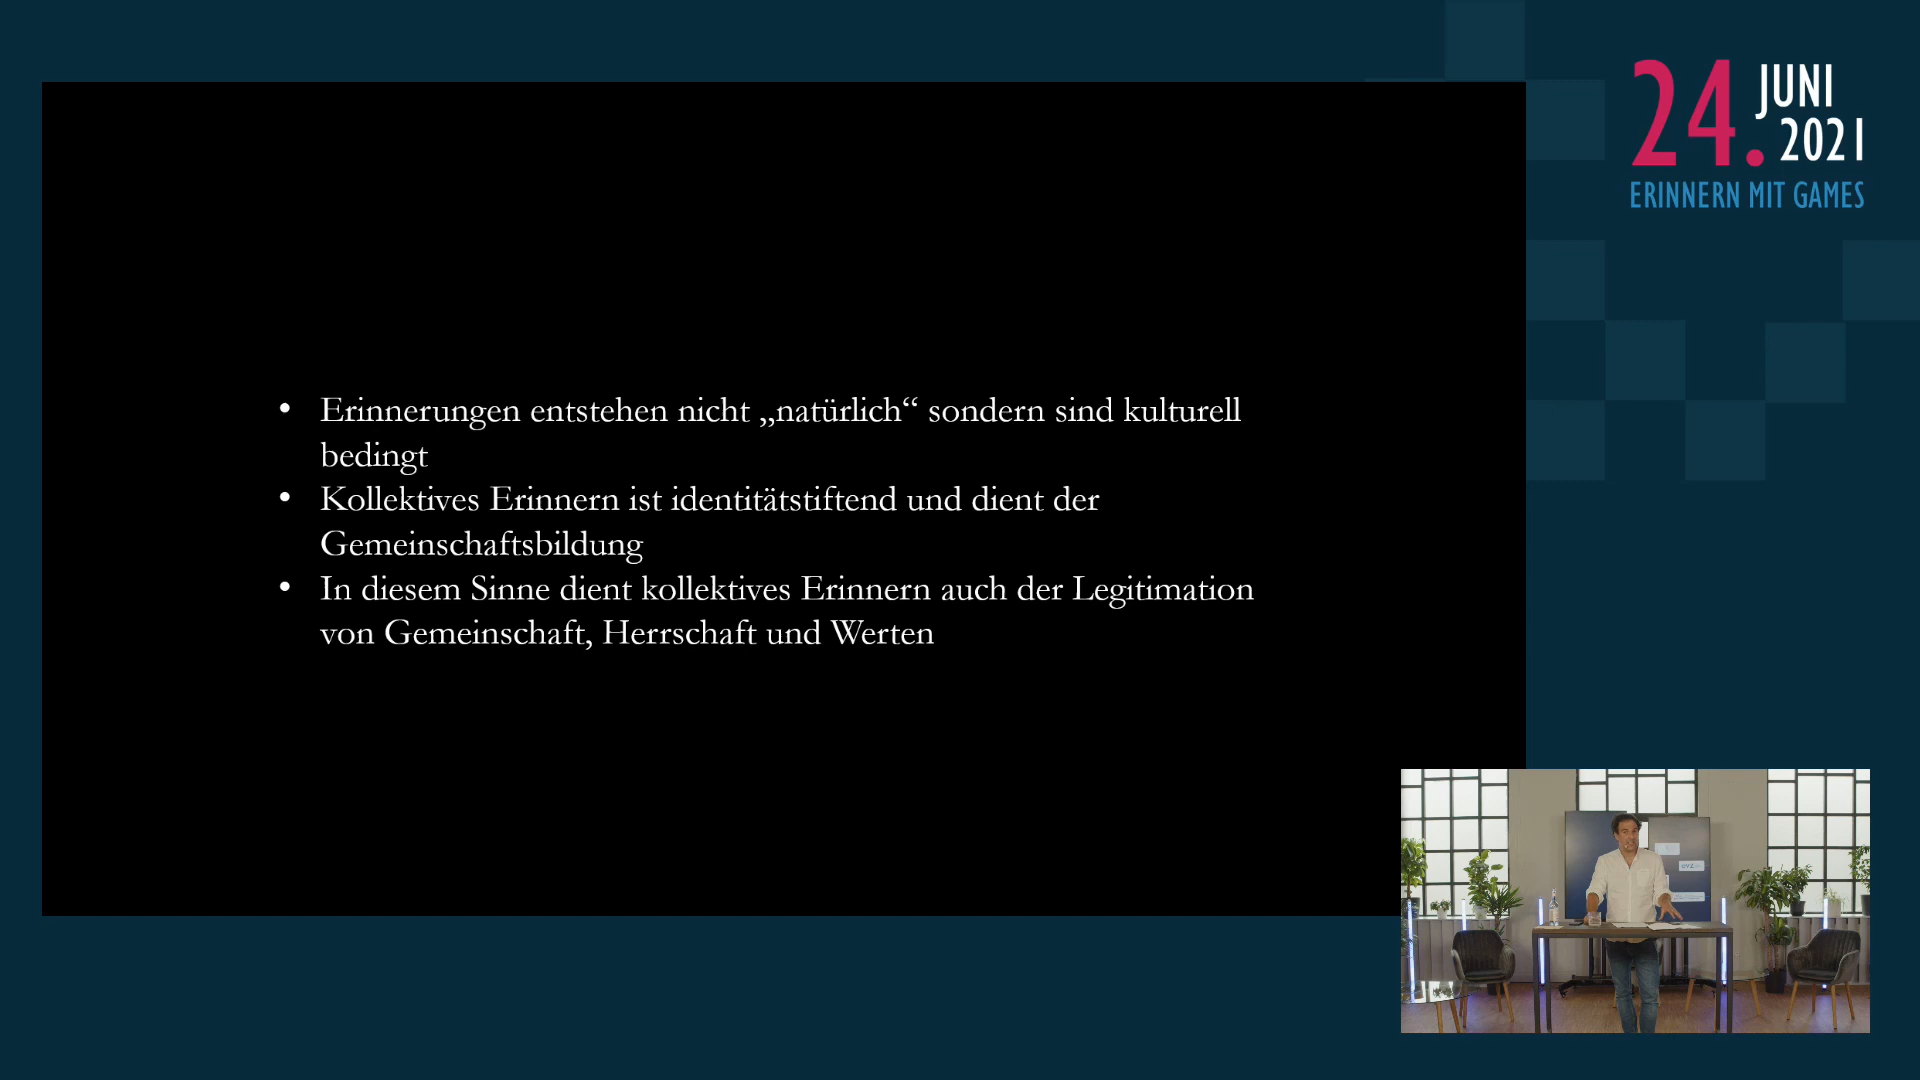 24. JUNI
2021
ERINNERN MIT GAMES
• Erinnerungen entstehen nicht „natürlich“ sondern sind kulturell
bedingt
• Kollektives Erinnern ist identitätstiftend und dient der
Gemeinschaftsbildung
• In diesem Sinne dient kollektives Erinnern auch der Legitimation
von Gemeinschaft, Herrschaft und Werten